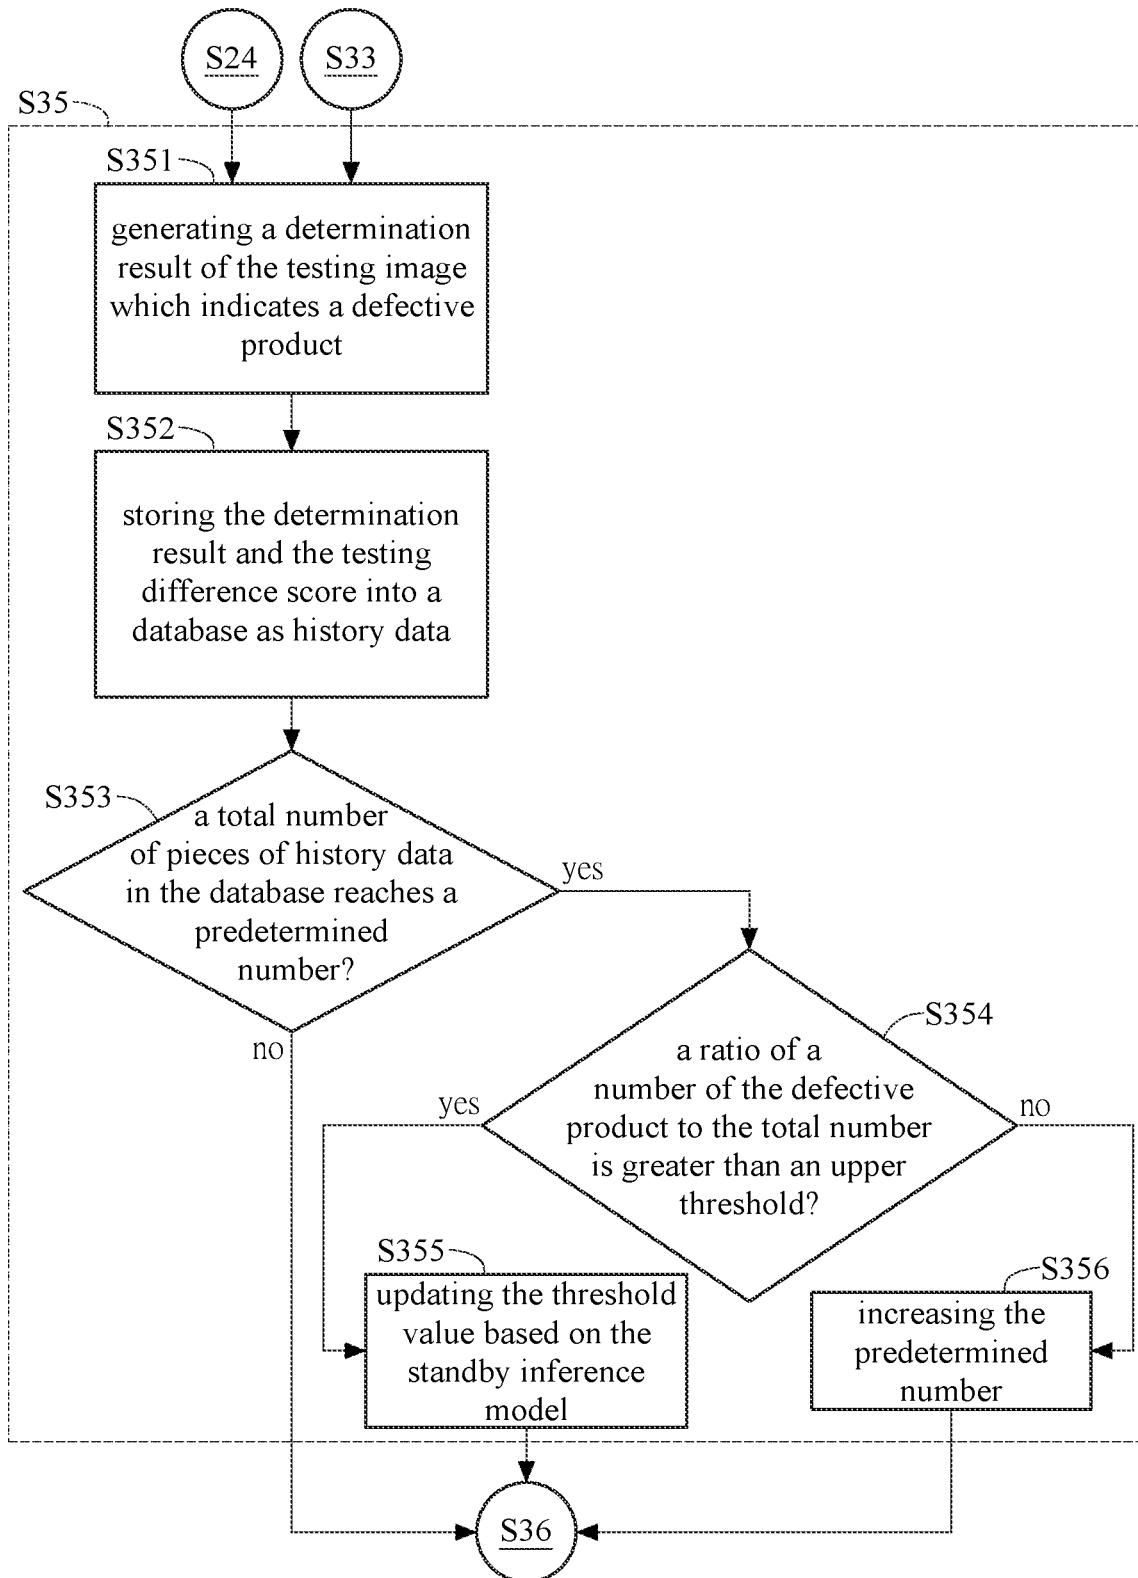 S24
S33
S35
S351
generating a determination
result of the testing image
which indicates a defective
product
S352
storing the determination
result and the testing
difference score into a
database as history data
S353
a total number
of pieces of history data
in the database reaches a
predetermined
number?
yes
no
S354
a ratio of a
number of the defective
product to the total number
is greater than an upper
threshold?
yes
no
S355
updating the threshold
value based on the
standby inference
model
S356
increasing the
predetermined
number
S36